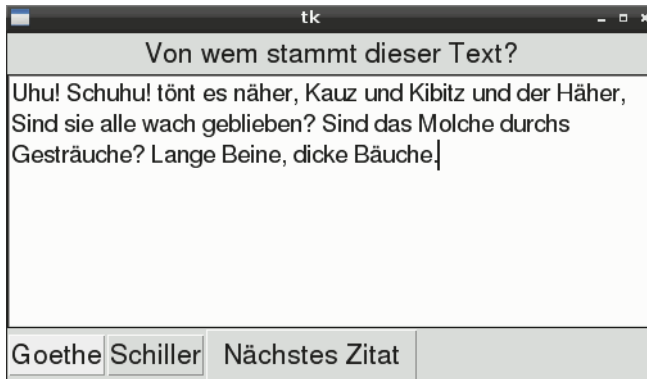 tk
Von wem stammt dieser Text?
Uhu! Schuhu! tönt es näher, Kauz und Kibitz und der Häher,
Sind sie alle wach geblieben? Sind das Molche durchs
Gesträuche? Lange Beine, dicke Bäuche.
Goethe Schiller Nächstes Zitat